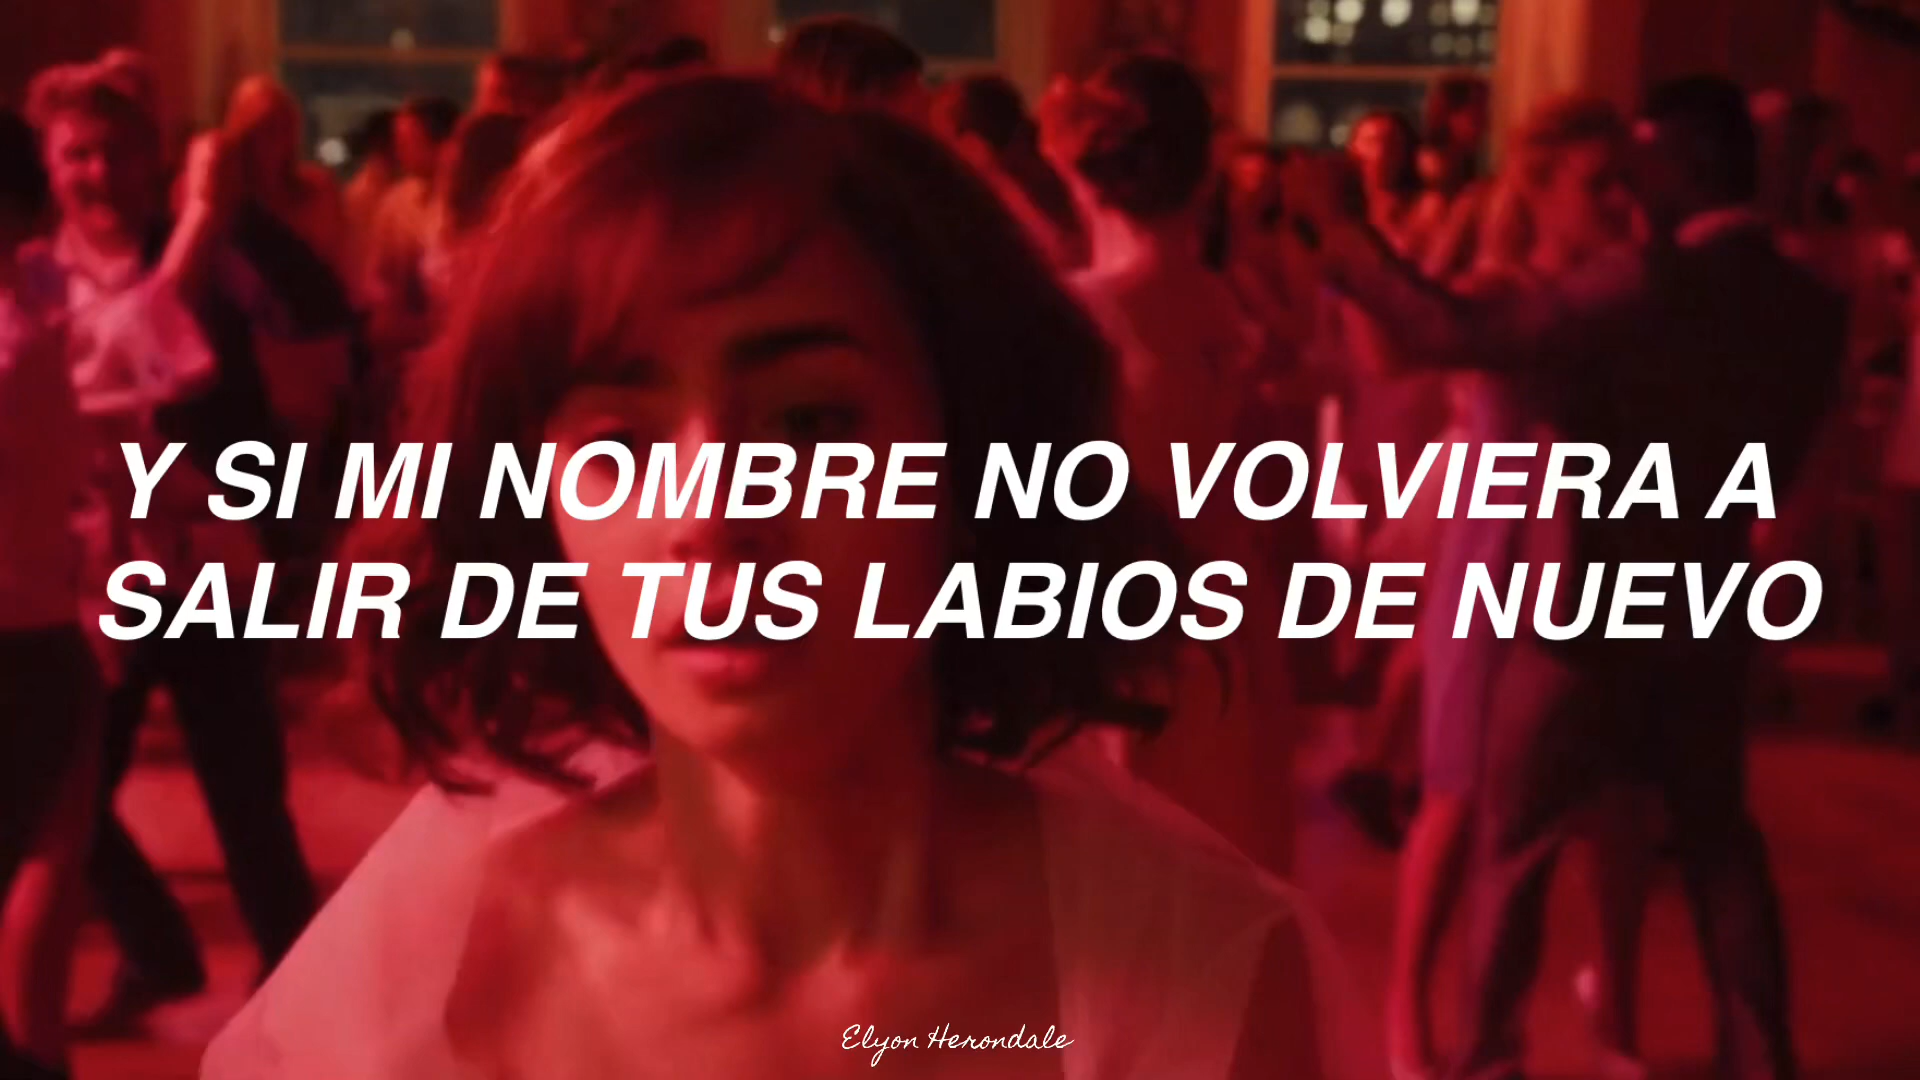 Y SI MI NOMBRE NO VOLVIERA A
SALIR DE TUS LABIOS DE NUEVO
Elyon Herondale